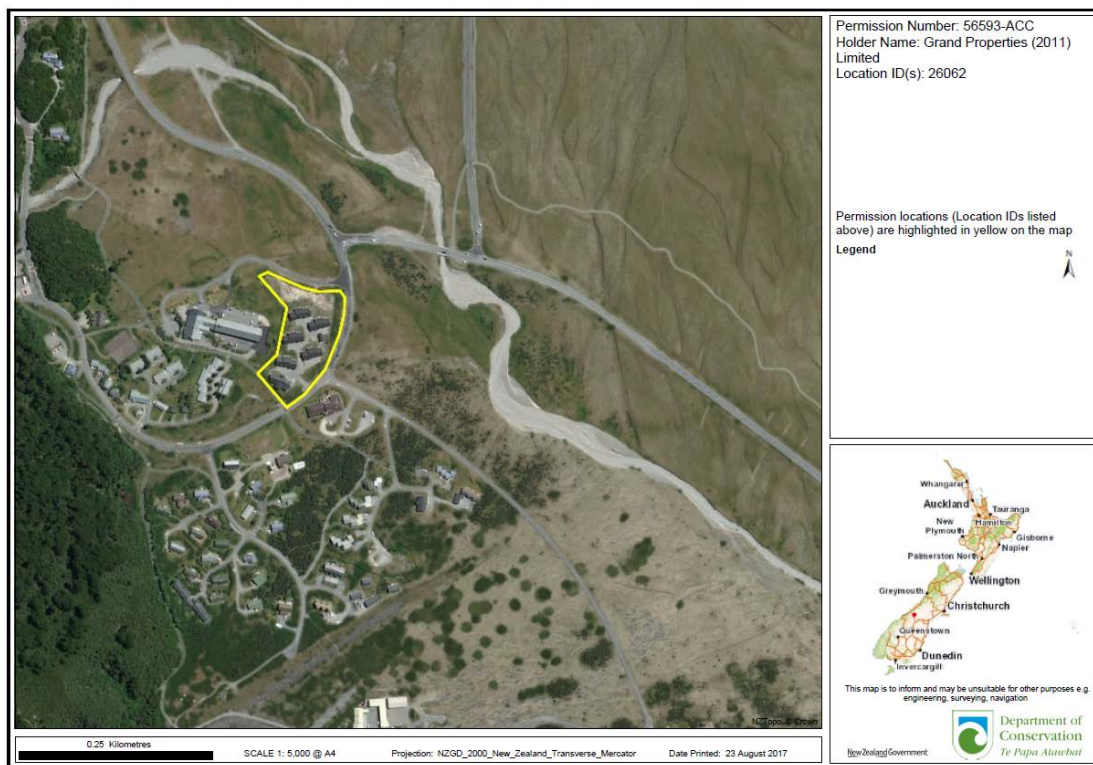 Permission Number: 56593-ACC
Holder Name: Grand Properties (2011)
Limited
Location ID(s): 26062
Permission locations (Location IDs listed
above) are highlighted in yellow on the map
Legend
N
Whangarei
Auckland
Tauranga
Hamilton
New
Plymouth
Gisborne
Napier
Palmerston North
Wellington
Greymouth
Christchurch
Queenstown
Dunedin
Invercargill
This map is to inform and may be unsuitable for other purposes e.g.
engineering, surveying, navigation
NZTopo, © Crown
0.25 Kilometres
SCALE 1: 5,000 @ A4
Projection: NZGD_2000_New_Zealand_Transverse_Mercator
Date Printed: 23 August 2017
New Zealand Government
Department of
Conservation
Te Papa Atawbai